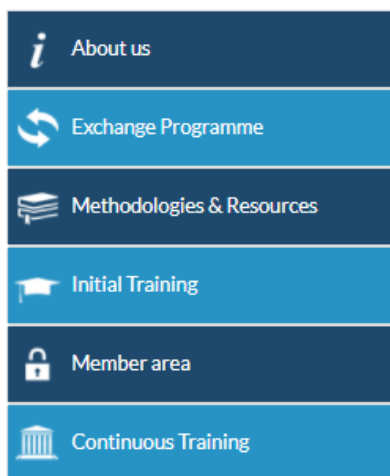 About us
Exchange Programme
Methodologies & Resources
Initial Training
Member area
Continuous Training